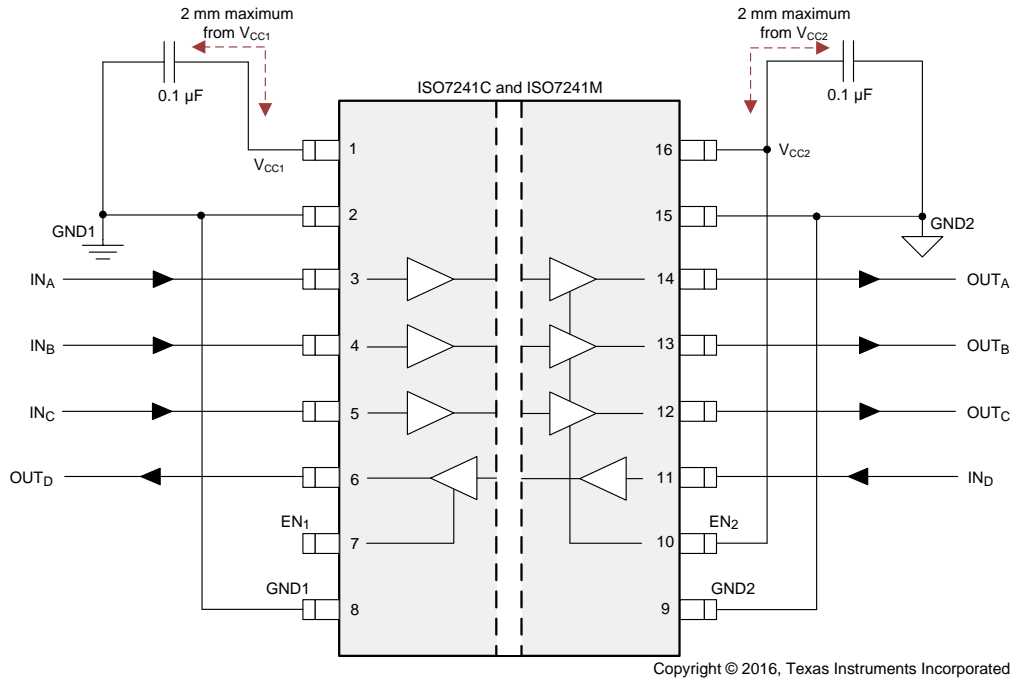 2 mm maximum
from VCC1
2 mm maximum
from VCC2
0.1 µF
0.1 µF
ISO7241C and ISO7241M
1
16
VCC1
VCC2
2
15
GND1
GND2
INA
3
14
OUTA
INB
4
13
OUTB
INC
5
12
OUTC
OUTD
6
11
IND
EN1
EN2
7
10
GND1
GND2
8
9
Copyright © 2016, Texas Instruments Incorporated